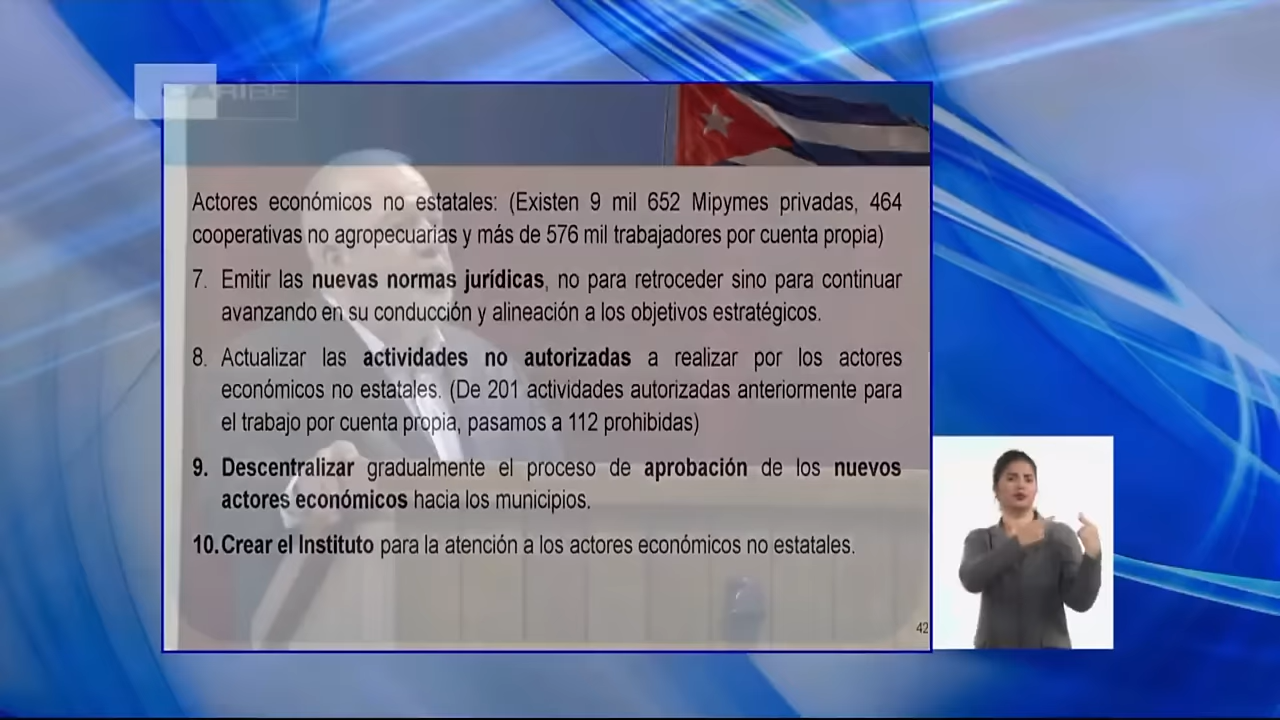 CARIBE
Actores económicos no estatales: (Existen 9 mil 652 Mipymes privadas, 464
cooperativas no agropecuarias y más de 576 mil trabajadores por cuenta propia)
7. Emitir las nuevas normas jurídicas, no para retroceder sino para continuar
avanzando en su conducción y alineación a los objetivos estratégicos.
8. Actualizar las actividades no autorizadas a realizar por los actores
económicos no estatales. (De 201 actividades autorizadas anteriormente para
el trabajo por cuenta propia, pasamos a 112 prohibidas)
9. Descentralizar gradualmente el proceso de aprobación de los nuevos
actores económicos hacia los municipios.
10. Crear el Instituto para la atención a los actores económicos no estatales.
42